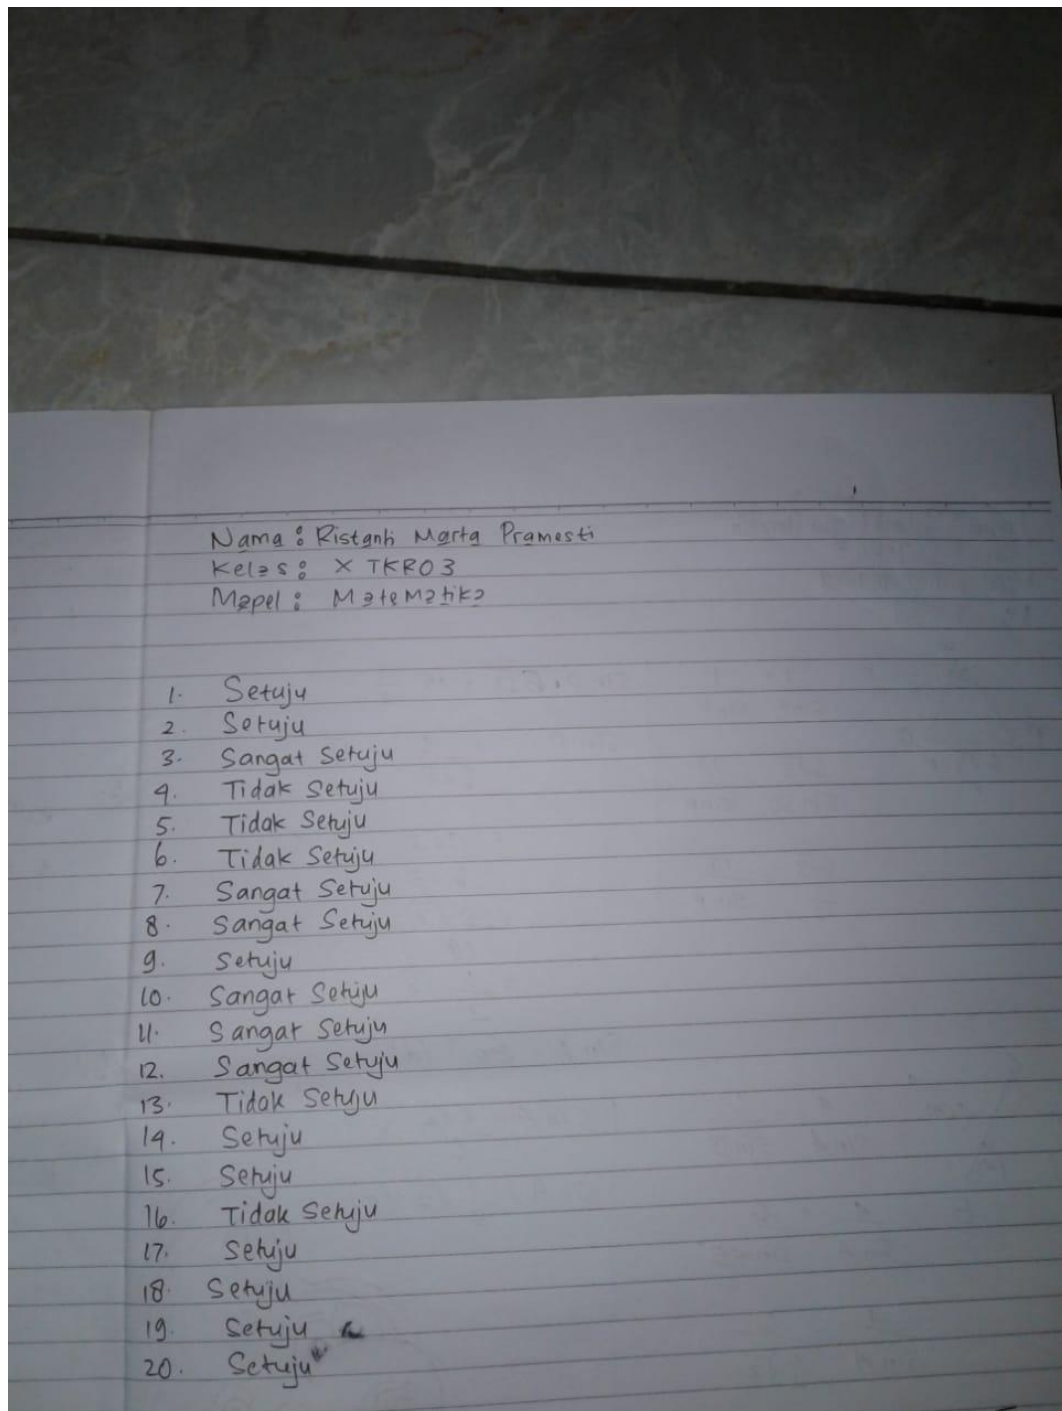 Nama : Ristanti Marta Pramesti
Kelas : X TKRO3
Mapel : Matematika
1. Setuju
2. Setuju
3. Sangat Setuju
4. Tidak Setuju
5. Tidak Setuju
6. Tidak Setuju
7. Sangat Setuju
8. Sangat Setuju
9. Setuju
10. Sangat Setuju
11. Sangat Setuju
12. Sangat Setuju
13. Tidak Setuju
14. Setuju
15. Setuju
16. Tidak Setuju
17. Setuju
18. Setuju
19. Setuju
20. Setuju